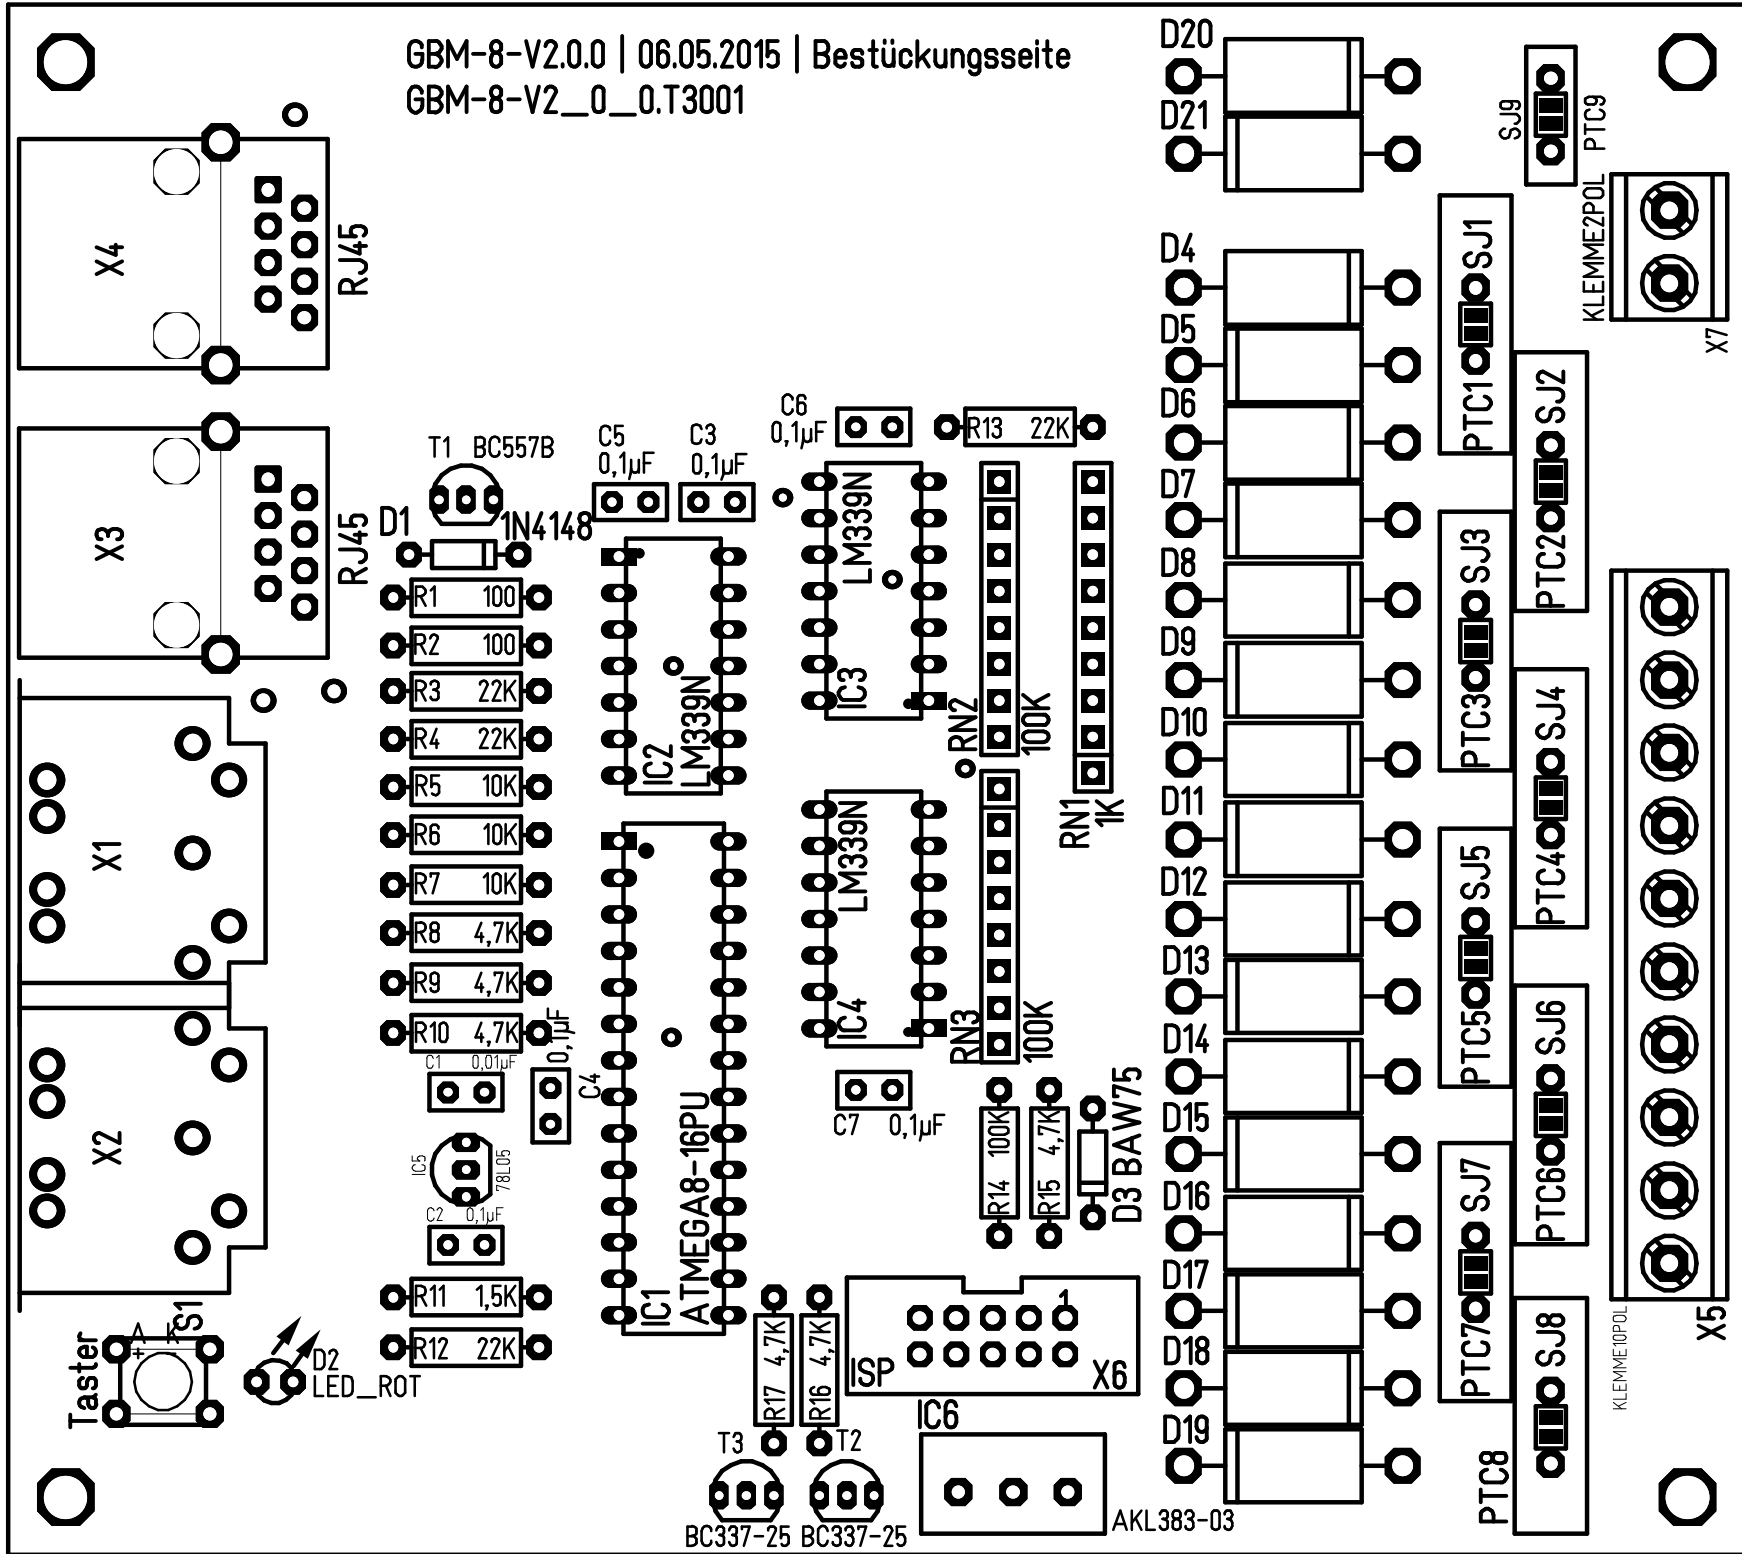 GBM-8-V2.0.0 | 06.05.2015 | Bestückungsseite
GBM-8-V2_0_0.T3001
D20
D21
SJ9
PTC9
KLEMME2POL
X7
X4
RJ45
X3
RJ45
X1
X2
T1 BC557B
D1
1N4148
R1 100
R2 100
R3 22K
R4 22K
R5 10K
R6 10K
R7 10K
R8 4,7K
R9 4,7K
R10 4,7K
C1 0,01µF
C4
0,1µF
IC5
78L05
C2 0,1µF
R11 1,5K
R12 22K
S1
Taster
A K
+ -
D2
LED_ROT
C5
0,1µF
C3
0,1µF
C6
0,1µF
R13 22K
IC2
LM339N
LM339N
IC3
RN2
100K
RN1
1K
LM339N
IC4
RN3
100K
C7 0,1µF
IC1
ATMEGA8-16PU
R14 100K
R15 4,7K
D3 BAW75
R17 4,7K
R16 4,7K
1
ISP
X6
IC6
AKL383-03
T3
T2
BC337-25
BC337-25
D4
D5
D6
D7
D8
D9
D10
D11
D12
D13
D14
D15
D16
D17
D18
D19
PTC1 SJ1
PTC2 SJ2
PTC3 SJ3
PTC4 SJ4
PTC5 SJ5
PTC6 SJ6
PTC7 SJ7
PTC8 SJ8
KLEMME10POL
X5